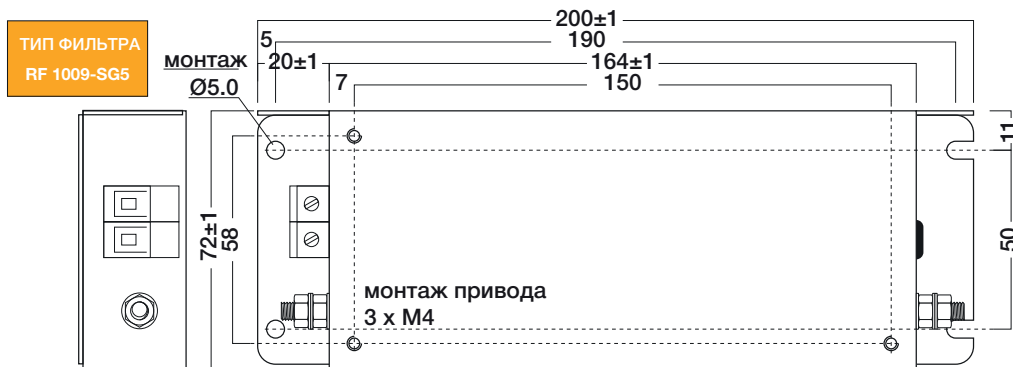 ТИП ФИЛЬТРА
RF 1009-SG5
200±1
5
190
монтаж
20±1
164±1
Ø5.0
7
150
11
72±1
58
50
монтаж привода
3 x M4